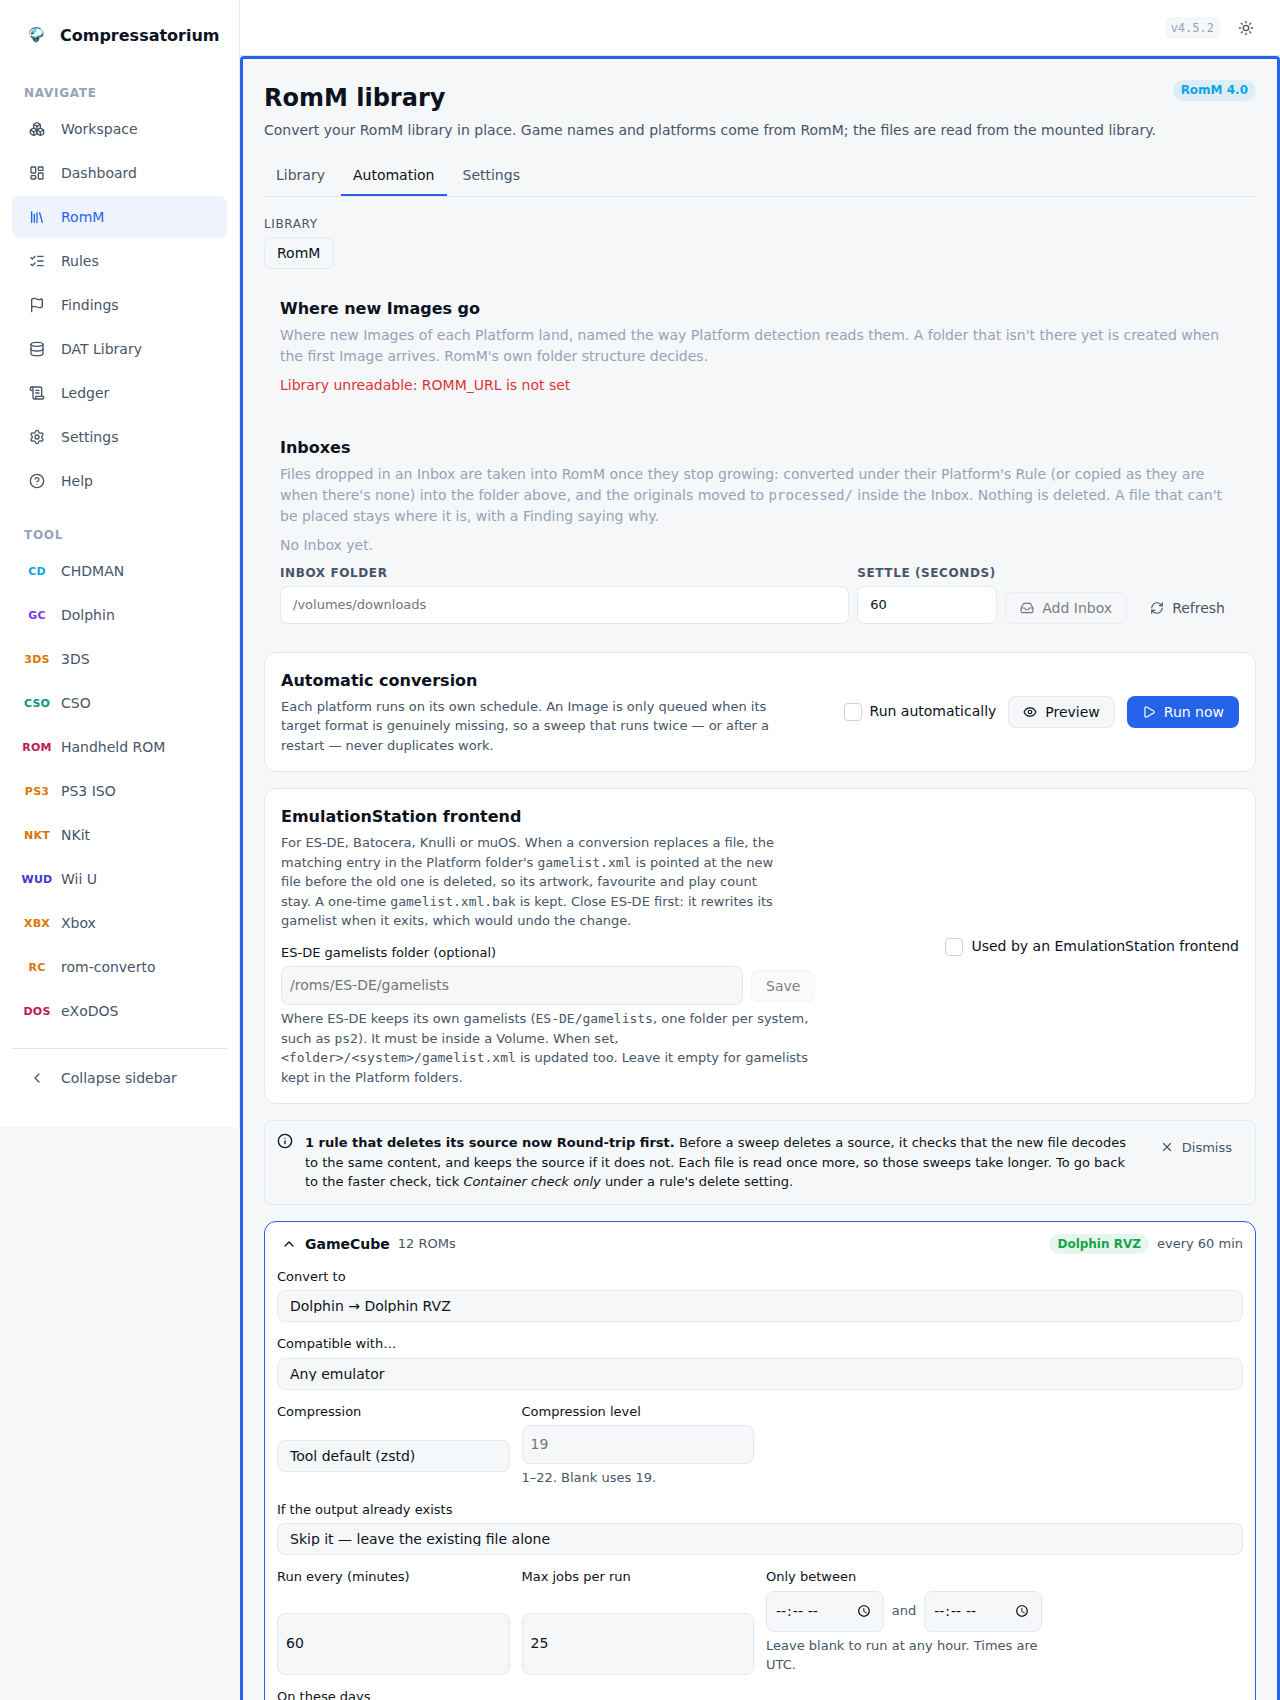 Compressatorium
v4.5.2
NAVIGATE
Workspace
Dashboard
RomM
Rules
Findings
DAT Library
Ledger
Settings
Help
TOOL
CD CHDMAN
GC Dolphin
3DS 3DS
CSO CSO
ROM Handheld ROM
PS3 PS3 ISO
NKT NKit
WUD Wii U
XBX Xbox
RC rom-converto
DOS eXoDOS
Collapse sidebar
RomM library
RomM 4.0
Convert your RomM library in place. Game names and platforms come from RomM; the files are read from the mounted library.
Library Automation Settings
LIBRARY
RomM
Where new Images go
Where new Images of each Platform land, named the way Platform detection reads them. A folder that isn't there yet is created when
the first Image arrives. RomM's own folder structure decides.
Library unreadable: ROMM_URL is not set
Inboxes
Files dropped in an Inbox are taken into RomM once they stop growing: converted under their Platform's Rule (or copied as they are
when there's none) into the folder above, and the originals moved to processed/ inside the Inbox. Nothing is deleted. A file that can't
be placed stays where it is, with a Finding saying why.
No Inbox yet.
INBOX FOLDER SETTLE (SECONDS)
/volumes/downloads 60 Add Inbox Refresh
Automatic conversion
Each platform runs on its own schedule. An Image is only queued when its
target format is genuinely missing, so a sweep that runs twice — or after a
restart — never duplicates work.
Run automatically Preview Run now
EmulationStation frontend
For ES-DE, Batocera, Knulli or muOS. When a conversion replaces a file, the
matching entry in the Platform folder's gamelist.xml is pointed at the new
file before the old one is deleted, so its artwork, favourite and play count
stay. A one-time gamelist.xml.bak is kept. Close ES-DE first: it rewrites its
gamelist when it exits, which would undo the change.
ES-DE gamelists folder (optional)
/roms/ES-DE/gamelists Save
Where ES-DE keeps its own gamelists (ES-DE/gamelists, one folder per system,
such as ps2). It must be inside a Volume. When set,
<folder>/<system>/gamelist.xml is updated too. Leave it empty for gamelists
kept in the Platform folders.
Used by an EmulationStation frontend
1 rule that deletes its source now Round-trip first. Before a sweep deletes a source, it checks that the new file decodes
to the same content, and keeps the source if it does not. Each file is read once more, so those sweeps take longer. To go back
to the faster check, tick Container check only under a rule's delete setting.
Dismiss
GameCube 12 ROMs Dolphin RVZ every 60 min
Convert to
Dolphin → Dolphin RVZ
Compatible with…
Any emulator
Compression Compression level
Tool default (zstd) 19
1–22. Blank uses 19.
If the output already exists
Skip it — leave the existing file alone
Run every (minutes) Max jobs per run Only between
60 25 --:-- -- and --:-- --
Leave blank to run at any hour. Times are
UTC.
On these days